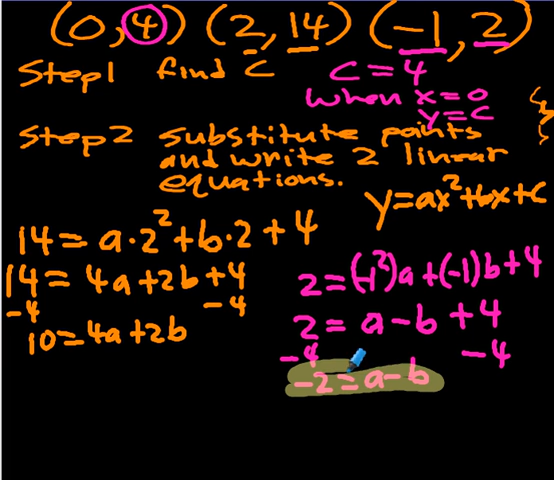 (0,4) (2,14) (-1,2)
Step1 find C C=4
when x=0
y=c
Step2 substitute points
and write 2 linear
equations.
y=ax²+bx+c
14=a·2²+b·2+4
14=4a+2b+4
-4 -4
10=4a+2b
2=(-1²)a+(-1)b+4
2=a-b+4
-4 -4
-2=a-b